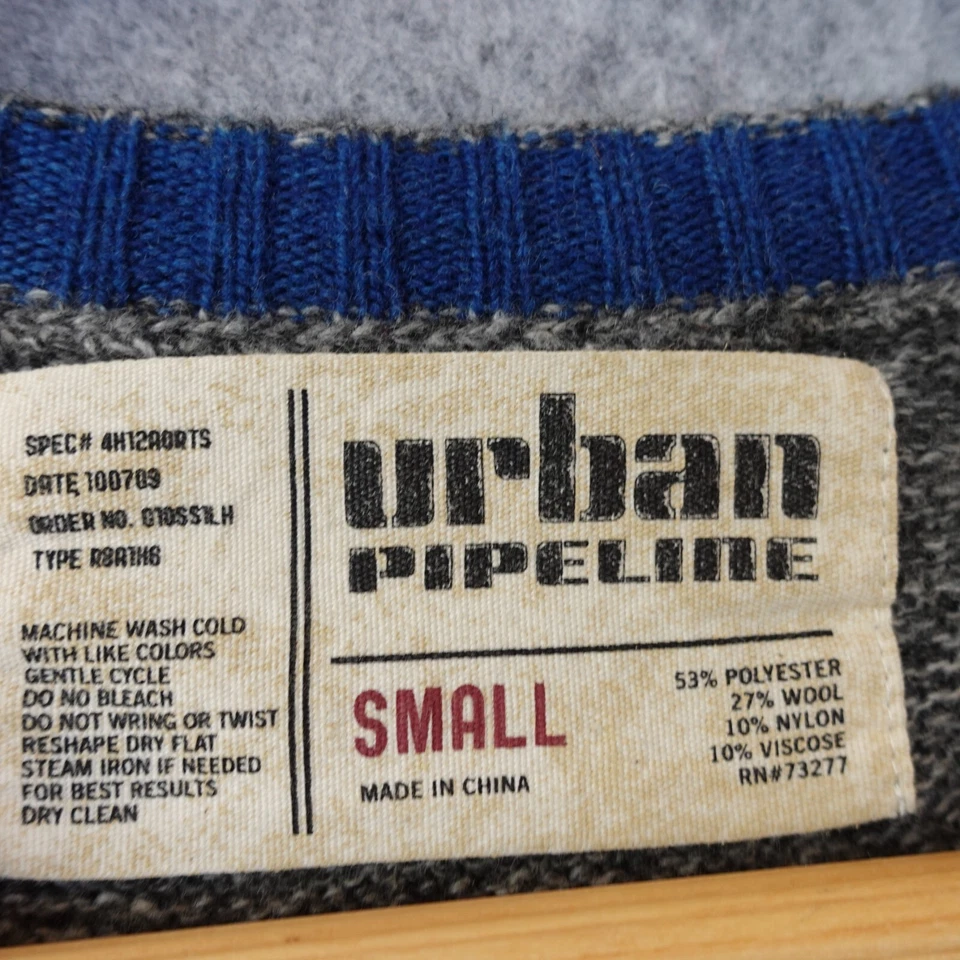 SPEC# 4H12A0RTS
DATE 100709
ORDER NO. 010SS1LH
TYPE R8A1H6
MACHINE WASH COLD
WITH LIKE COLORS
GENTLE CYCLE
DO NO BLEACH
DO NOT WRING OR TWIST
RESHAPE DRY FLAT
STEAM IRON IF NEEDED
FOR BEST RESULTS
DRY CLEAN
urban
PIPELINE
SMALL
MADE IN CHINA
53% POLYESTER
27% WOOL
10% NYLON
10% VISCOSE
RN#73277